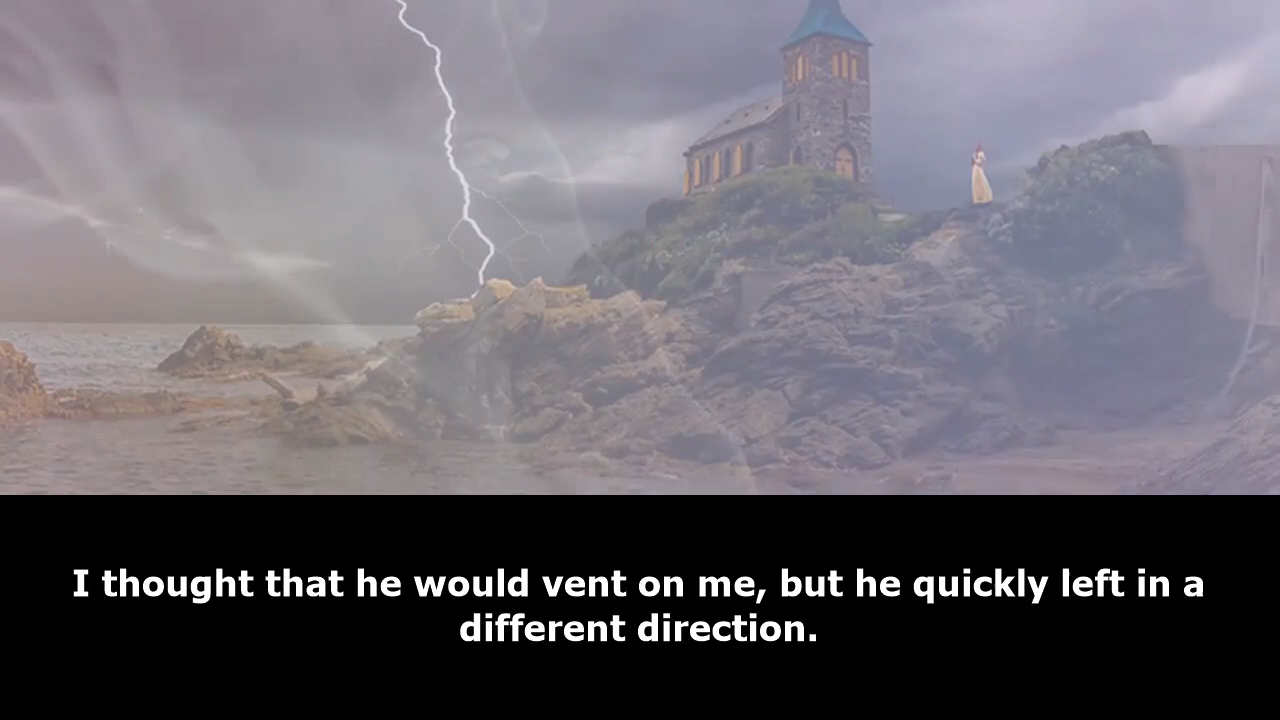 I thought that he would vent on me, but he quickly left in a
different direction.